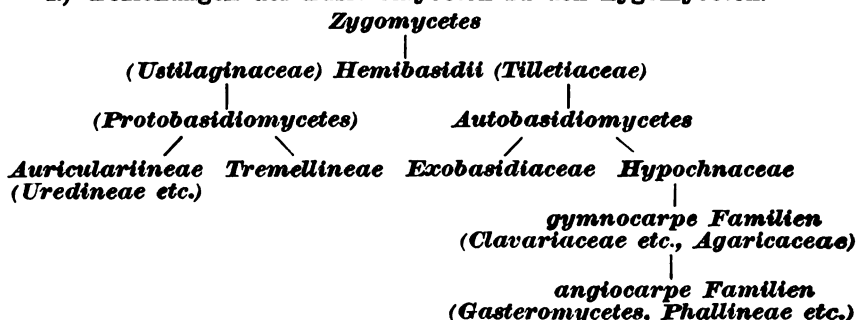 Zygomycetes
(Ustilaginaceae) Hemibasidii (Tilletiaceae)
(Protobasidiomycetes) Autobasidiomycetes
Auriculariineae Tremellineae Exobasidiaceae Hypochnaceae
(Uredineae etc.)
gymnocarpe Familien
(Clavariaceae etc., Agaricaceae)
angiocarpe Familien
(Gasteromycetes, Phallineae etc.)